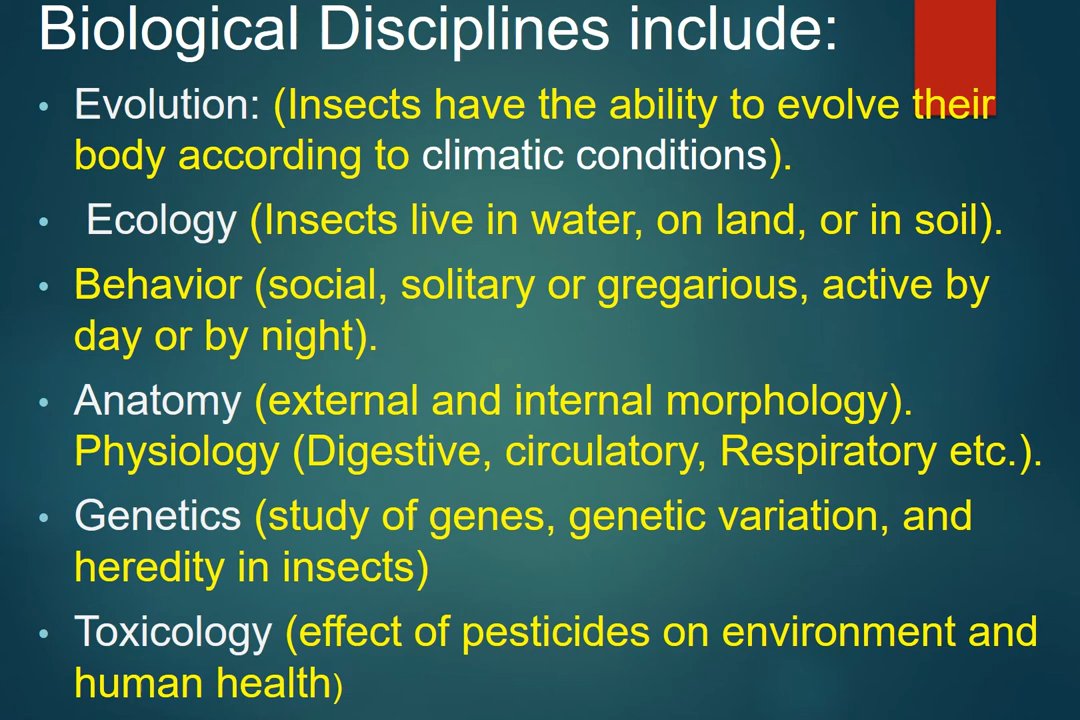 Biological Disciplines include:
• Evolution: (Insects have the ability to evolve their
body according to climatic conditions).
• Ecology (Insects live in water, on land, or in soil).
• Behavior (social, solitary or gregarious, active by
day or by night).
• Anatomy (external and internal morphology).
Physiology (Digestive, circulatory, Respiratory etc.).
• Genetics (study of genes, genetic variation, and
heredity in insects)
• Toxicology (effect of pesticides on environment and
human health)